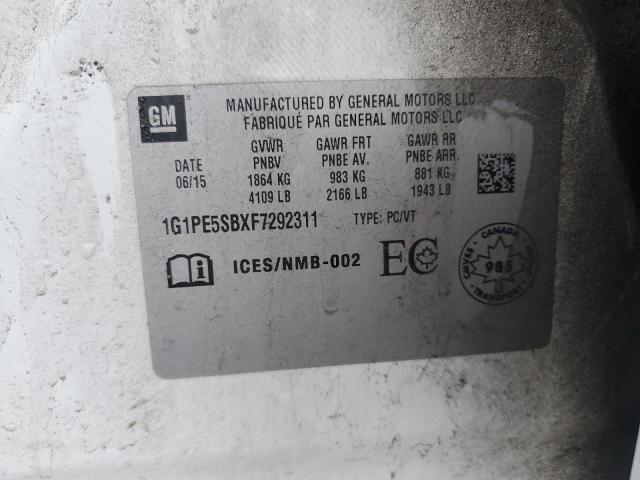 GM
MANUFACTURED BY GENERAL MOTORS LLC
FABRIQUÉ PAR GENERAL MOTORS LLC
DATE
06/15
GVWR
PNBV
1864 KG
4109 LB
GAWR FRT
PNBE AV.
983 KG
2166 LB
GAWR RR
PNBE ARR.
881 KG
1943 LB
1G1PE5SBXF7292311 TYPE: PC/VT
i ICES/NMB-002 EC
CANADA
CMVSS
985
TRANSPORT